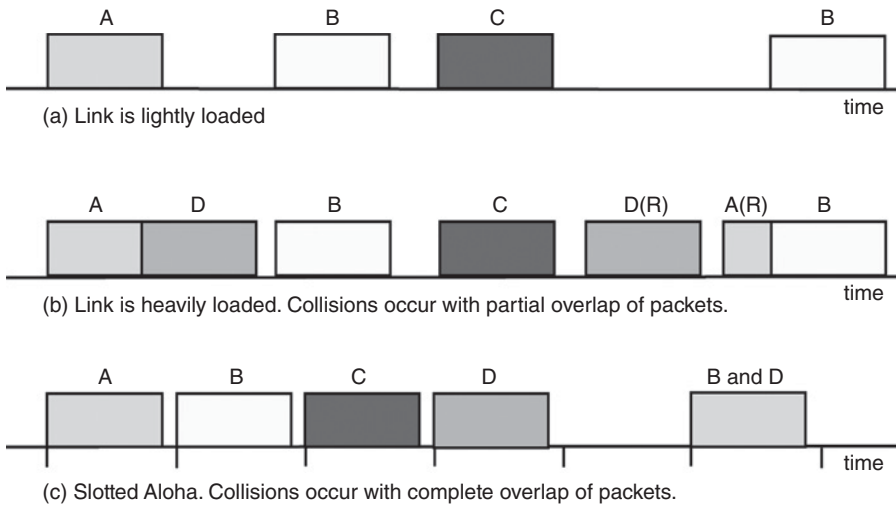 A B C B
time
(a) Link is lightly loaded
A D B C D(R) A(R) B
time
(b) Link is heavily loaded. Collisions occur with partial overlap of packets.
A B C D B and D
time
(c) Slotted Aloha. Collisions occur with complete overlap of packets.